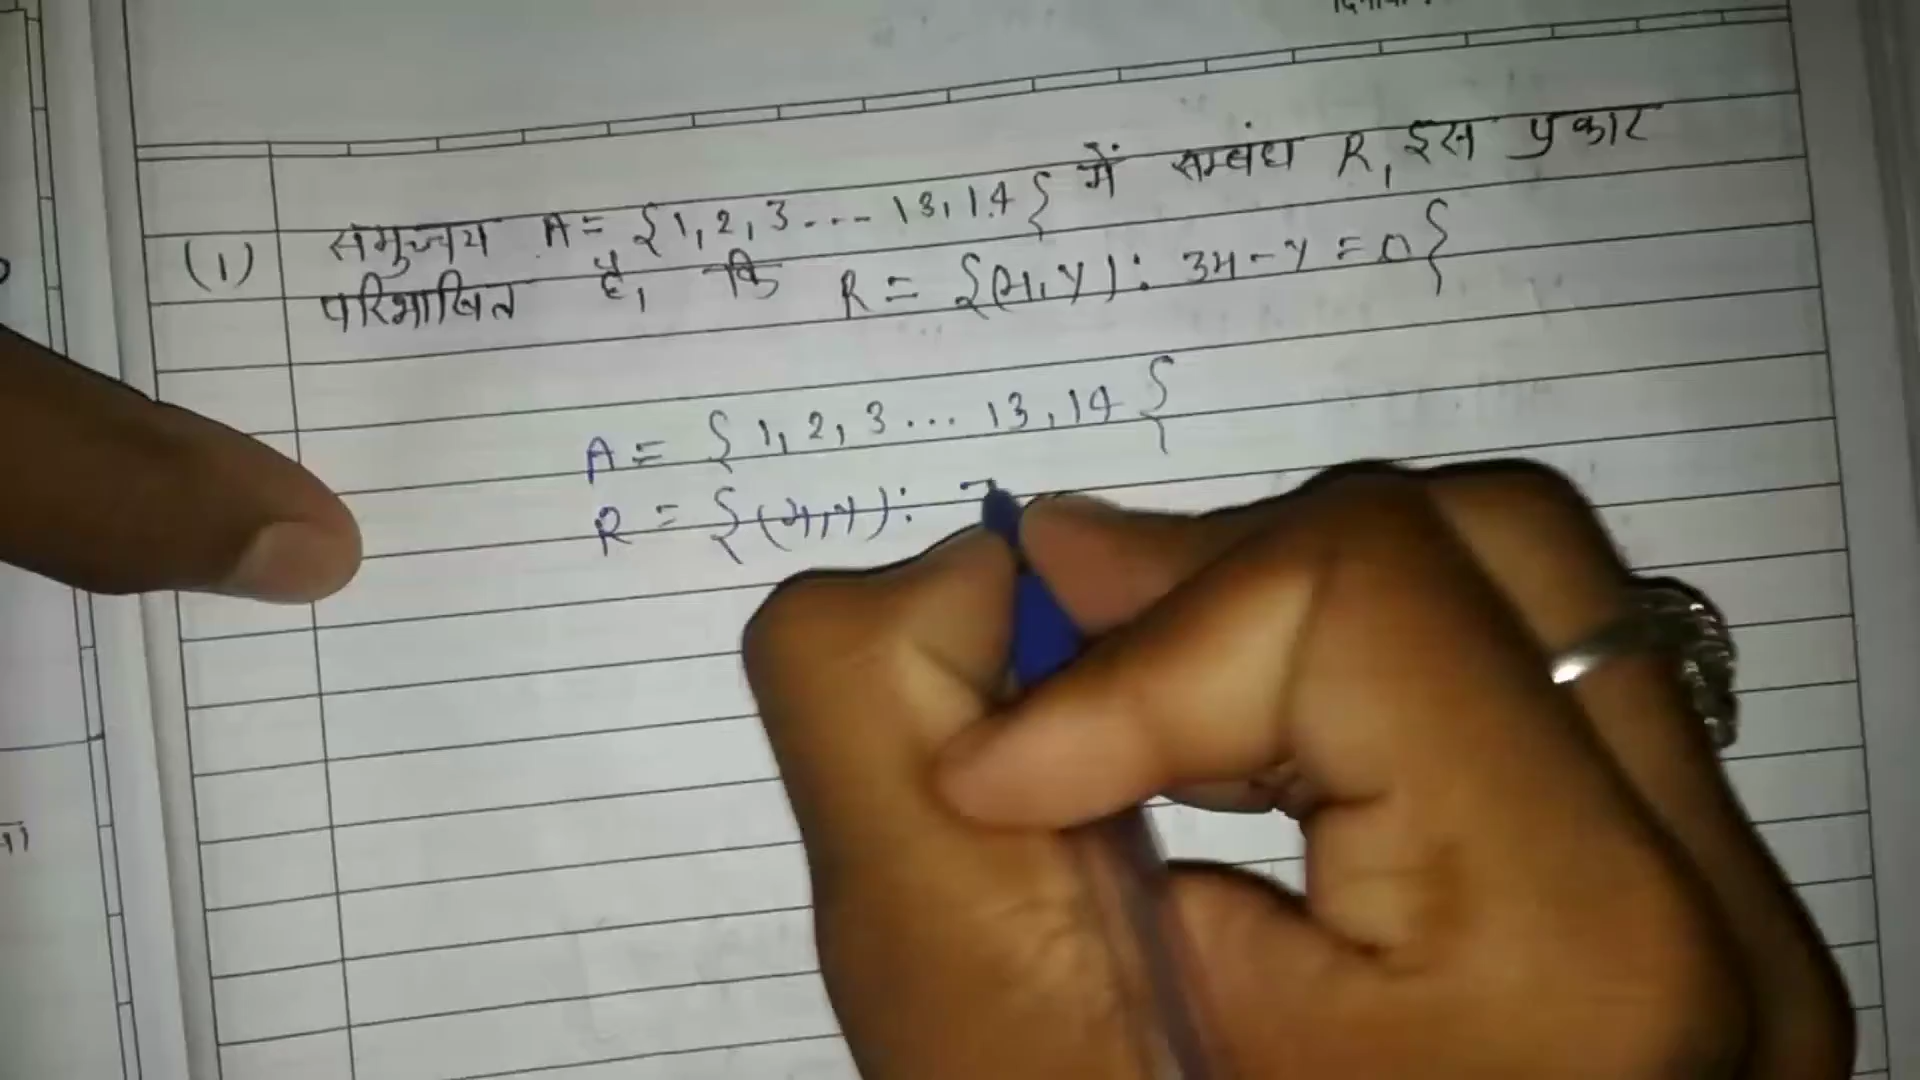 (1) समुच्चय A = {1, 2, 3 ... 13, 14} में सम्बंध R, इस प्रकार
परिभाषित है, कि R = {(x, y) : 3x - y = 0}
A = {1, 2, 3 ... 13, 14}
R = {(x, y) :